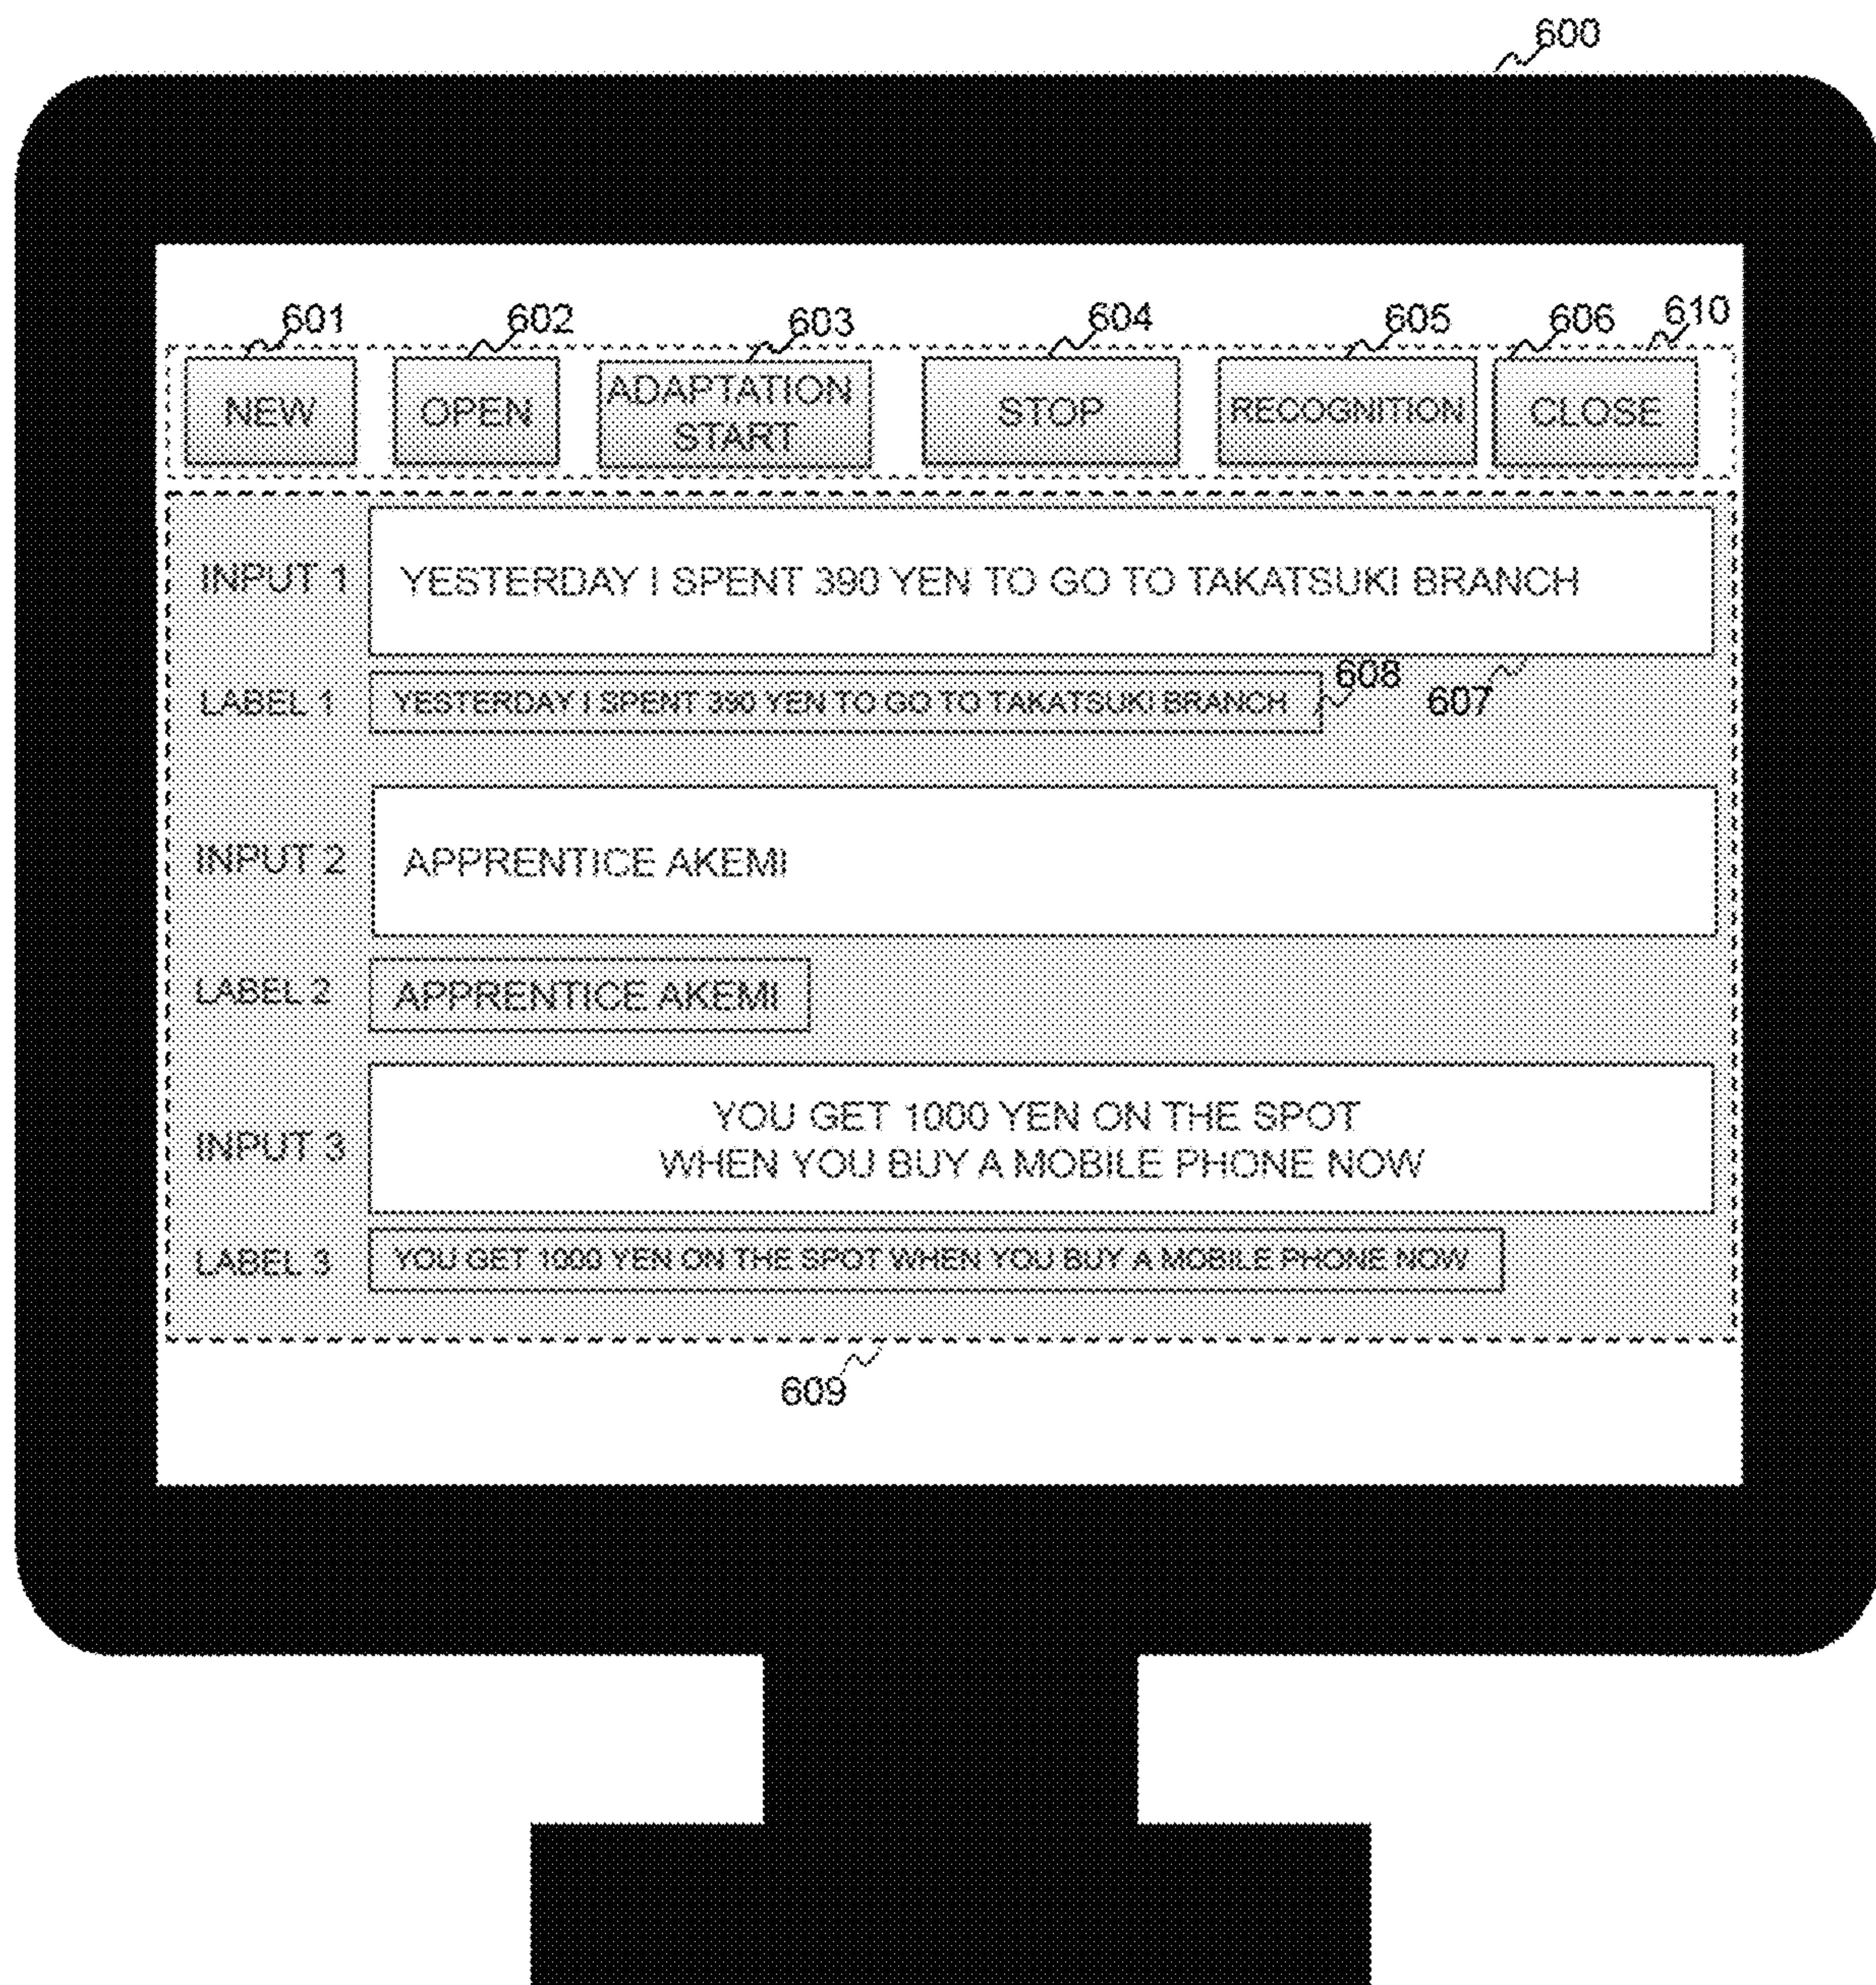 600
601 602 603 604 605 606 610
NEW OPEN ADAPTATION START STOP RECOGNITION CLOSE
INPUT 1 YESTERDAY I SPENT 390 YEN TO GO TO TAKATSUKI BRANCH
608
607
LABEL 1 YESTERDAY I SPENT 390 YEN TO GO TO TAKATSUKI BRANCH
INPUT 2 APPRENTICE AKEMI
LABEL 2 APPRENTICE AKEMI
INPUT 3 YOU GET 1000 YEN ON THE SPOT
WHEN YOU BUY A MOBILE PHONE NOW
LABEL 3 YOU GET 1000 YEN ON THE SPOT WHEN YOU BUY A MOBILE PHONE NOW
609